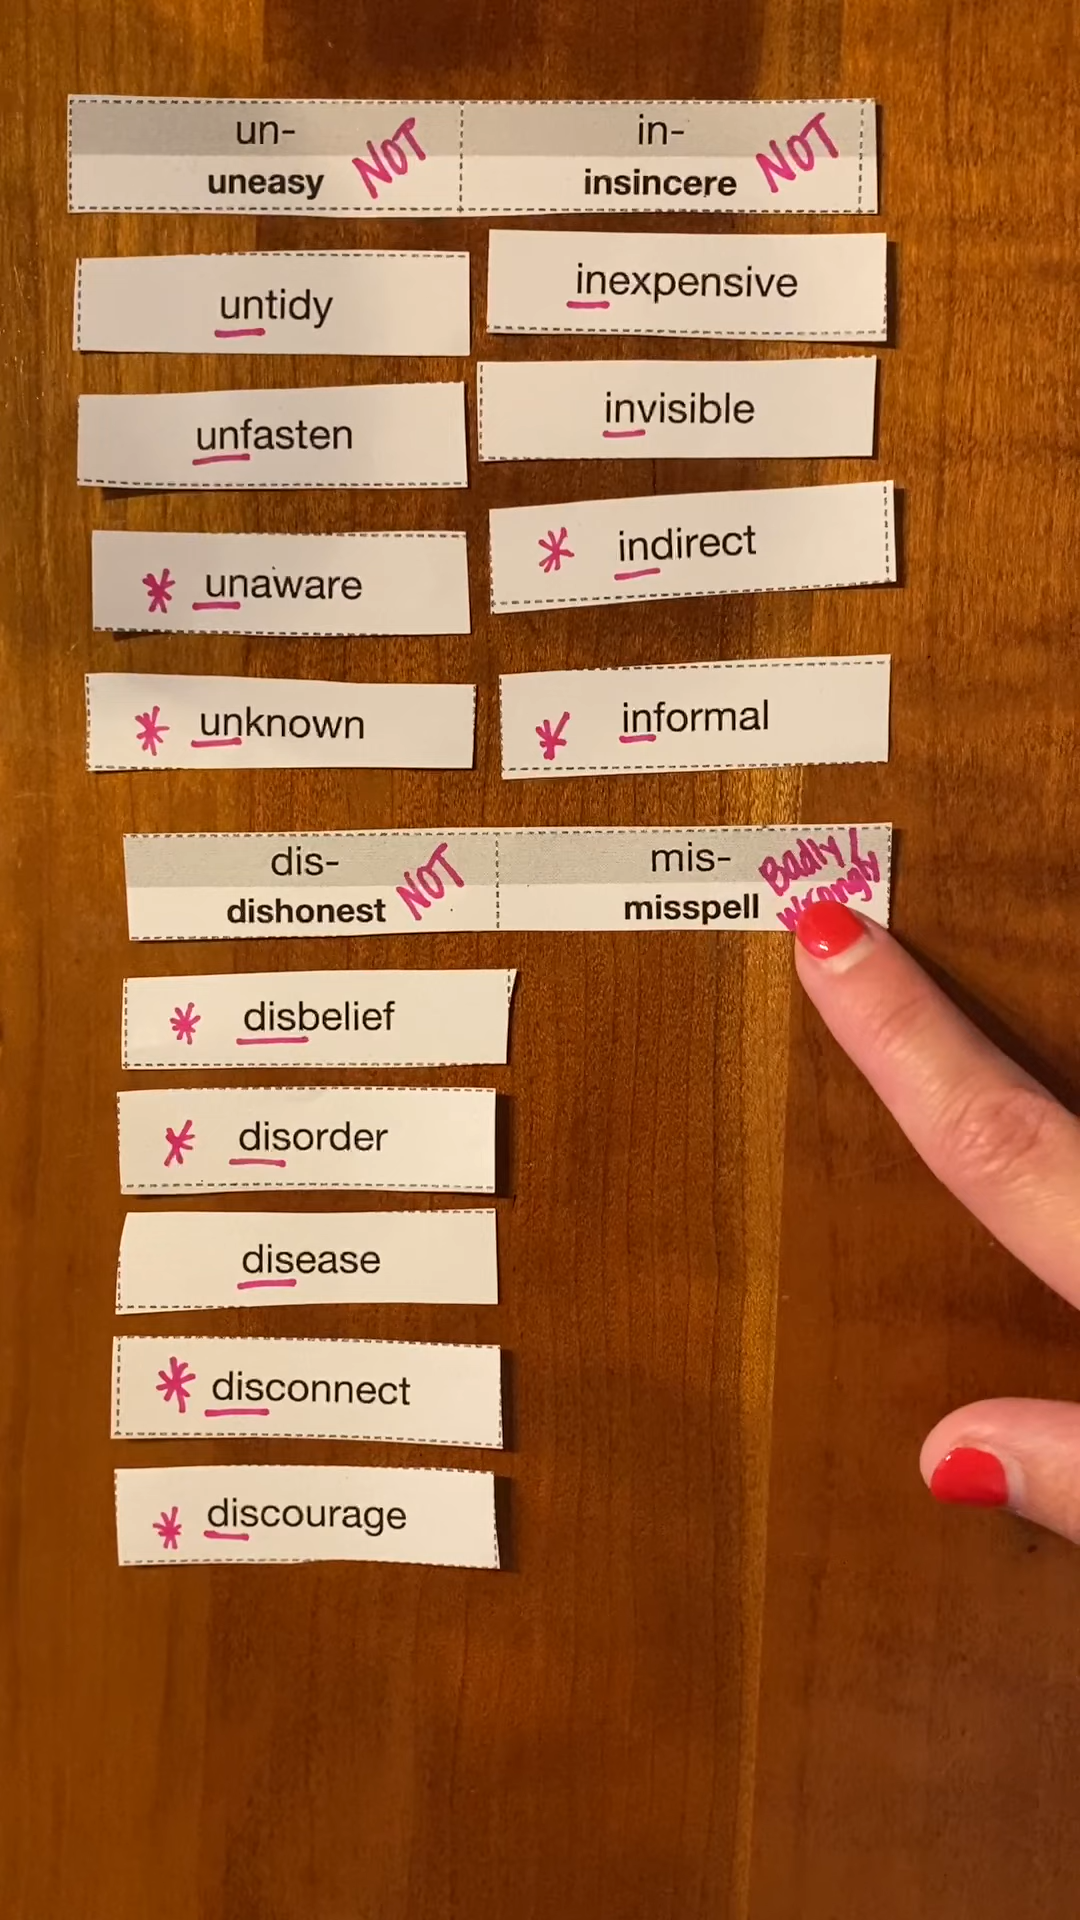 un- in-
NOT NOT
uneasy insincere
untidy
inexpensive
unfasten
invisible
* unaware
* indirect
* unknown
* informal
dis- mis-
NOT Badly/
Wrongly
dishonest misspell
* disbelief
* disorder
disease
* disconnect
* discourage